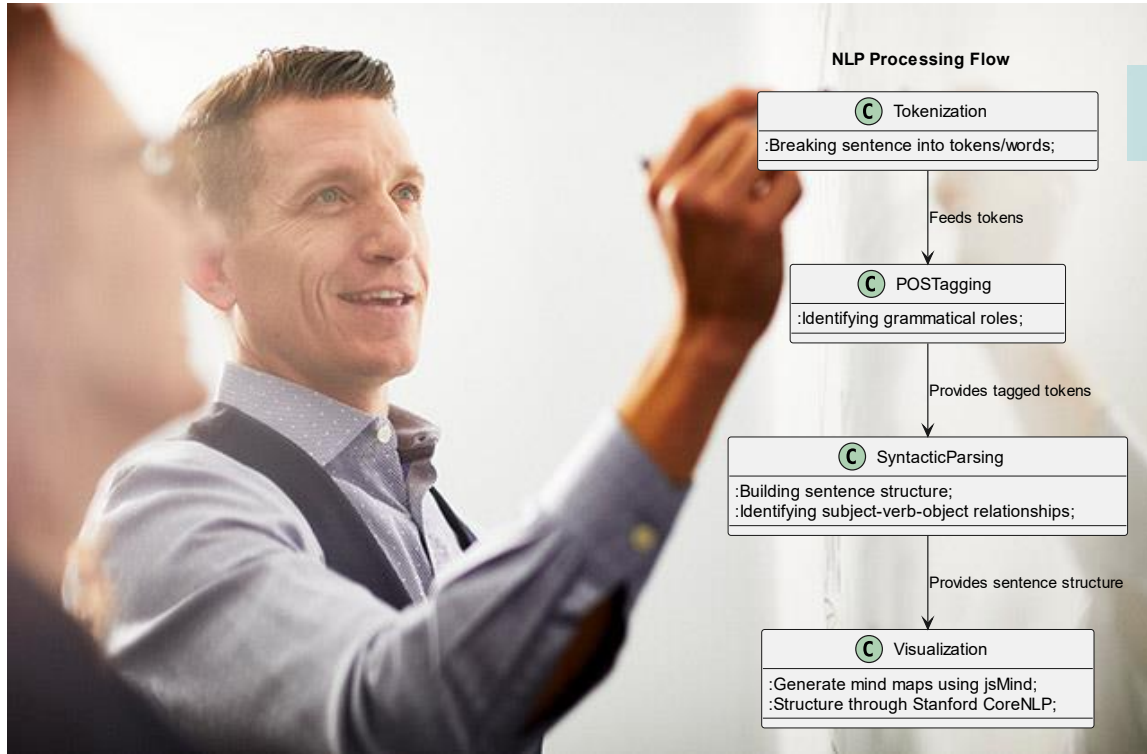 NLP Processing Flow
C Tokenization
:Breaking sentence into tokens/words;
Feeds tokens
C POSTagging
:Identifying grammatical roles;
Provides tagged tokens
C SyntacticParsing
:Building sentence structure;
:Identifying subject-verb-object relationships;
Provides sentence structure
C Visualization
:Generate mind maps using jsMind;
:Structure through Stanford CoreNLP;